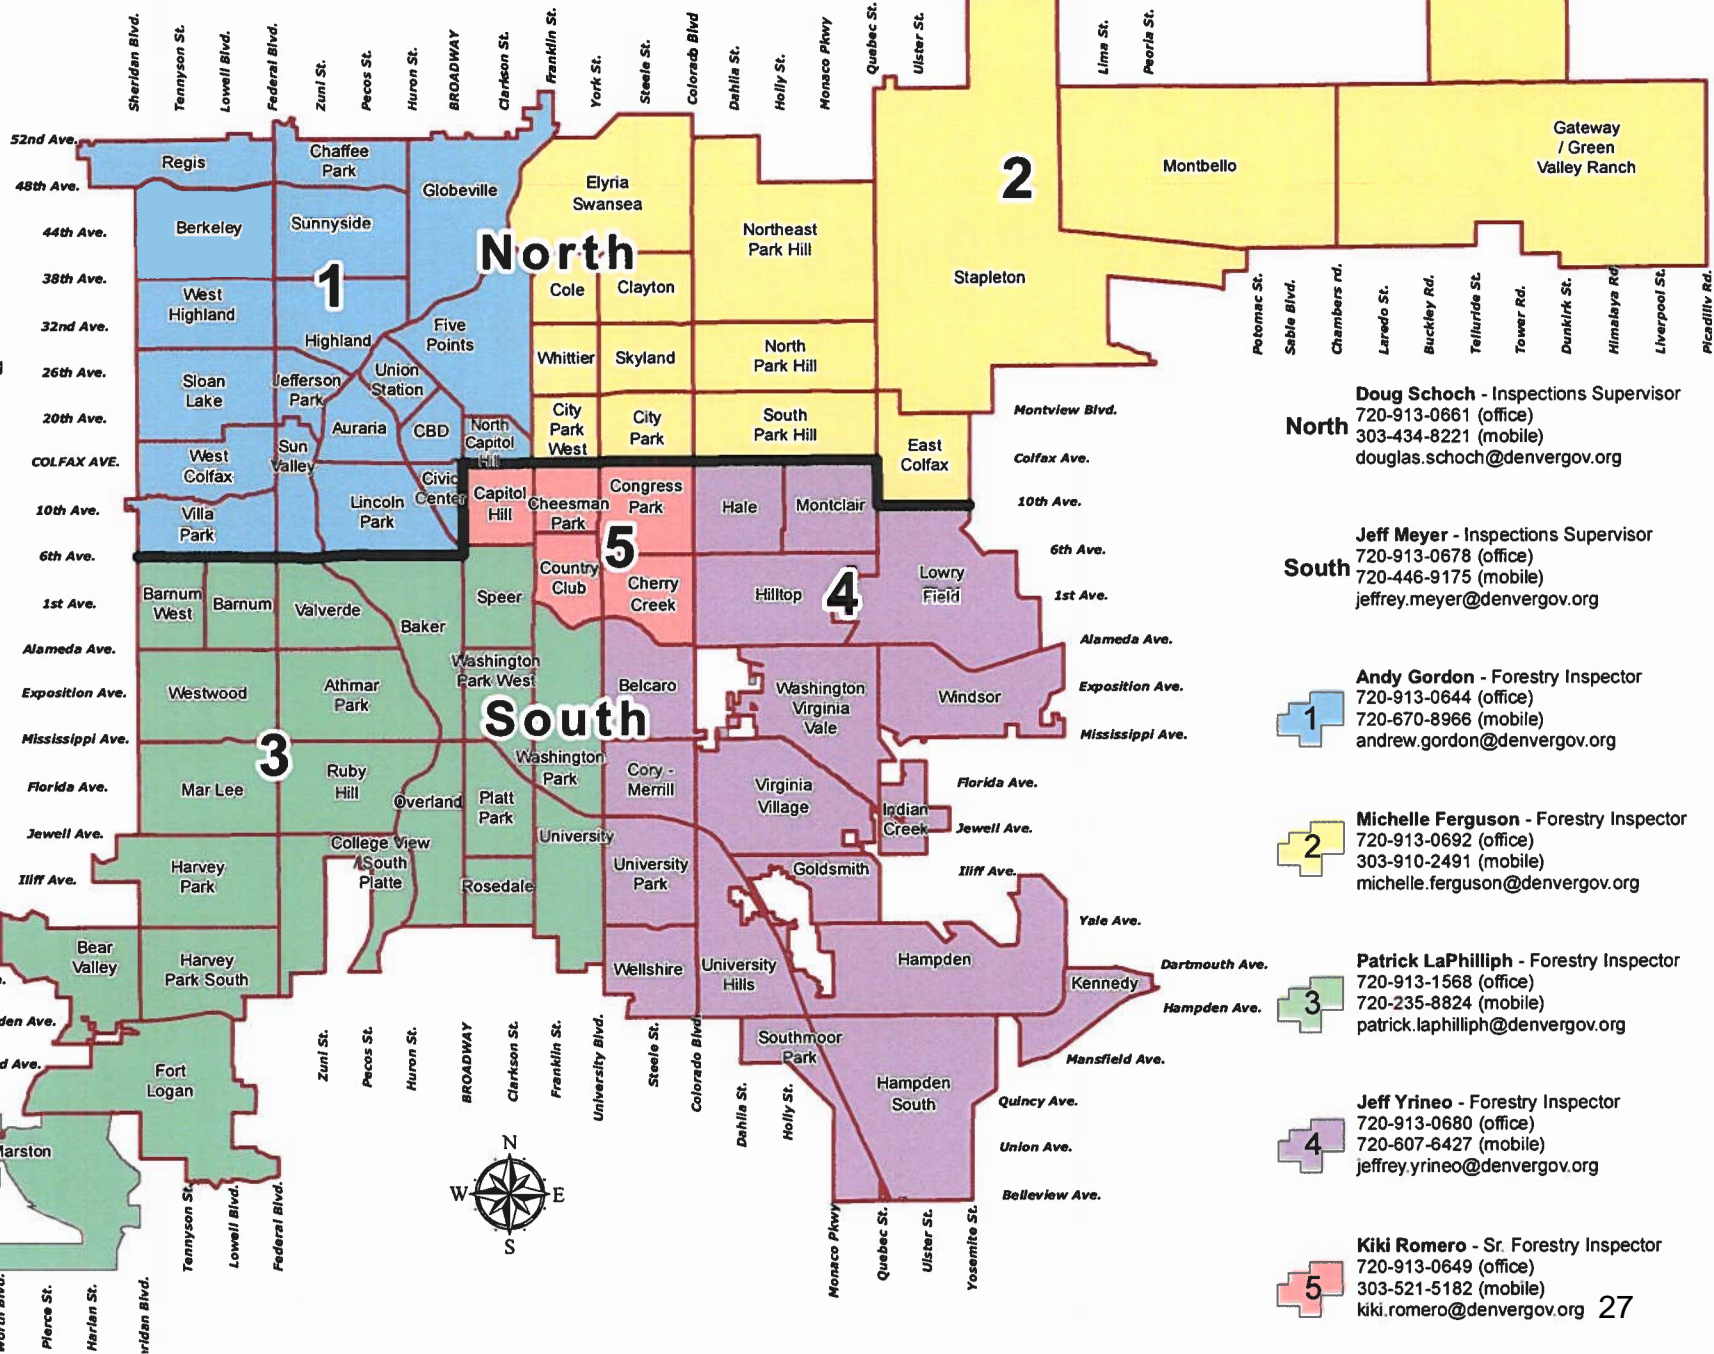 Sheridan Blvd.
Tennyson St.
Lowell Blvd.
Federal Blvd.
Zuni St.
Pecos St.
Huron St.
BROADWAY
Clarkson St.
Franklin St.
York St.
Steele St.
Colorado Blvd
Dahlia St.
Holly St.
Monaco Pkwy
Quebec St.
Ulster St.
Lima St.
Peoria St.
52nd Ave.
48th Ave.
44th Ave.
38th Ave.
32nd Ave.
26th Ave.
20th Ave.
COLFAX AVE.
10th Ave.
6th Ave.
1st Ave.
Alameda Ave.
Exposition Ave.
Mississippi Ave.
Florida Ave.
Jewell Ave.
Iliff Ave.
den Ave.
d Ave.
Regis
Chaffee
Park
Globeville
Berkeley
Sunnyside
1
West
Highland
Highland
Five
Points
Sloan
Lake
Jefferson
Park
Union
Station
Auraria
CBD
North
Capitol
Hill
West
Colfax
Sun
Valley
Civic
Center
Lincoln
Park
Villa
Park
North
Elyria
Swansea
Northeast
Park Hill
2
Montbello
Gateway
/ Green
Valley Ranch
Stapleton
Cole
Clayton
Whittier
Skyland
North
Park Hill
City
Park
West
City
Park
South
Park Hill
East
Colfax
Capitol
Hill
Cheesman
Park
Congress
Park
5
Country
Club
Cherry
Creek
Hale
Montclair
Hilltop
4
Lowry
Field
Barnum
West
Barnum
Valverde
Baker
Speer
Washington
Park West
Westwood
Athmar
Park
South
3
Belcaro
Washington
Virginia
Vale
Windsor
Mar Lee
Ruby
Hill
Overland
Platt
Park
Washington
Park
Cory -
Merrill
Virginia
Village
Indian
Creek
College View
South
Platte
University
University
Park
Goldsmith
Harvey
Park
Rosedale
Bear
Valley
Harvey
Park South
Wellshire
University
Hills
Hampden
Kennedy
Southmoor
Park
Hampden
South
Fort
Logan
Marston
Potomac St.
Sable Blvd.
Chambers rd.
Laredo St.
Buckley Rd.
Telluride St.
Tower Rd.
Dunkirk St.
Himalaya Rd
Liverpool St.
Picadilly Rd.
Montview Blvd.
Colfax Ave.
10th Ave.
6th Ave.
1st Ave.
Alameda Ave.
Exposition Ave.
Mississippi Ave.
Florida Ave.
Jewell Ave.
Iliff Ave.
Yale Ave.
Dartmouth Ave.
Hampden Ave.
Mansfield Ave.
Quincy Ave.
Union Ave.
Belleview Ave.
Zuni St.
Pecos St.
Huron St.
BROADWAY
Clarkson St.
Franklin St.
University Blvd.
Steele St.
Colorado Blvd
Dahlia St.
Holly St.
Monaco Pkwy
Quebec St.
Ulster St.
Yosemite St.
Tennyson St.
Lowell Blvd.
Federal Blvd.
Pierce St.
Harlan St.
ridan Blvd.
N
W
E
S
North
Doug Schoch - Inspections Supervisor
720-913-0661 (office)
303-434-8221 (mobile)
douglas.schoch@denvergov.org
South
Jeff Meyer - Inspections Supervisor
720-913-0678 (office)
720-446-9175 (mobile)
jeffrey.meyer@denvergov.org
1
Andy Gordon - Forestry Inspector
720-913-0644 (office)
720-670-8966 (mobile)
andrew.gordon@denvergov.org
2
Michelle Ferguson - Forestry Inspector
720-913-0692 (office)
303-910-2491 (mobile)
michelle.ferguson@denvergov.org
3
Patrick LaPhilliph - Forestry Inspector
720-913-1568 (office)
720-235-8824 (mobile)
patrick.laphilliph@denvergov.org
4
Jeff Yrineo - Forestry Inspector
720-913-0680 (office)
720-607-6427 (mobile)
jeffrey.yrineo@denvergov.org
5
Kiki Romero - Sr. Forestry Inspector
720-913-0649 (office)
303-521-5182 (mobile)
kiki.romero@denvergov.org
27